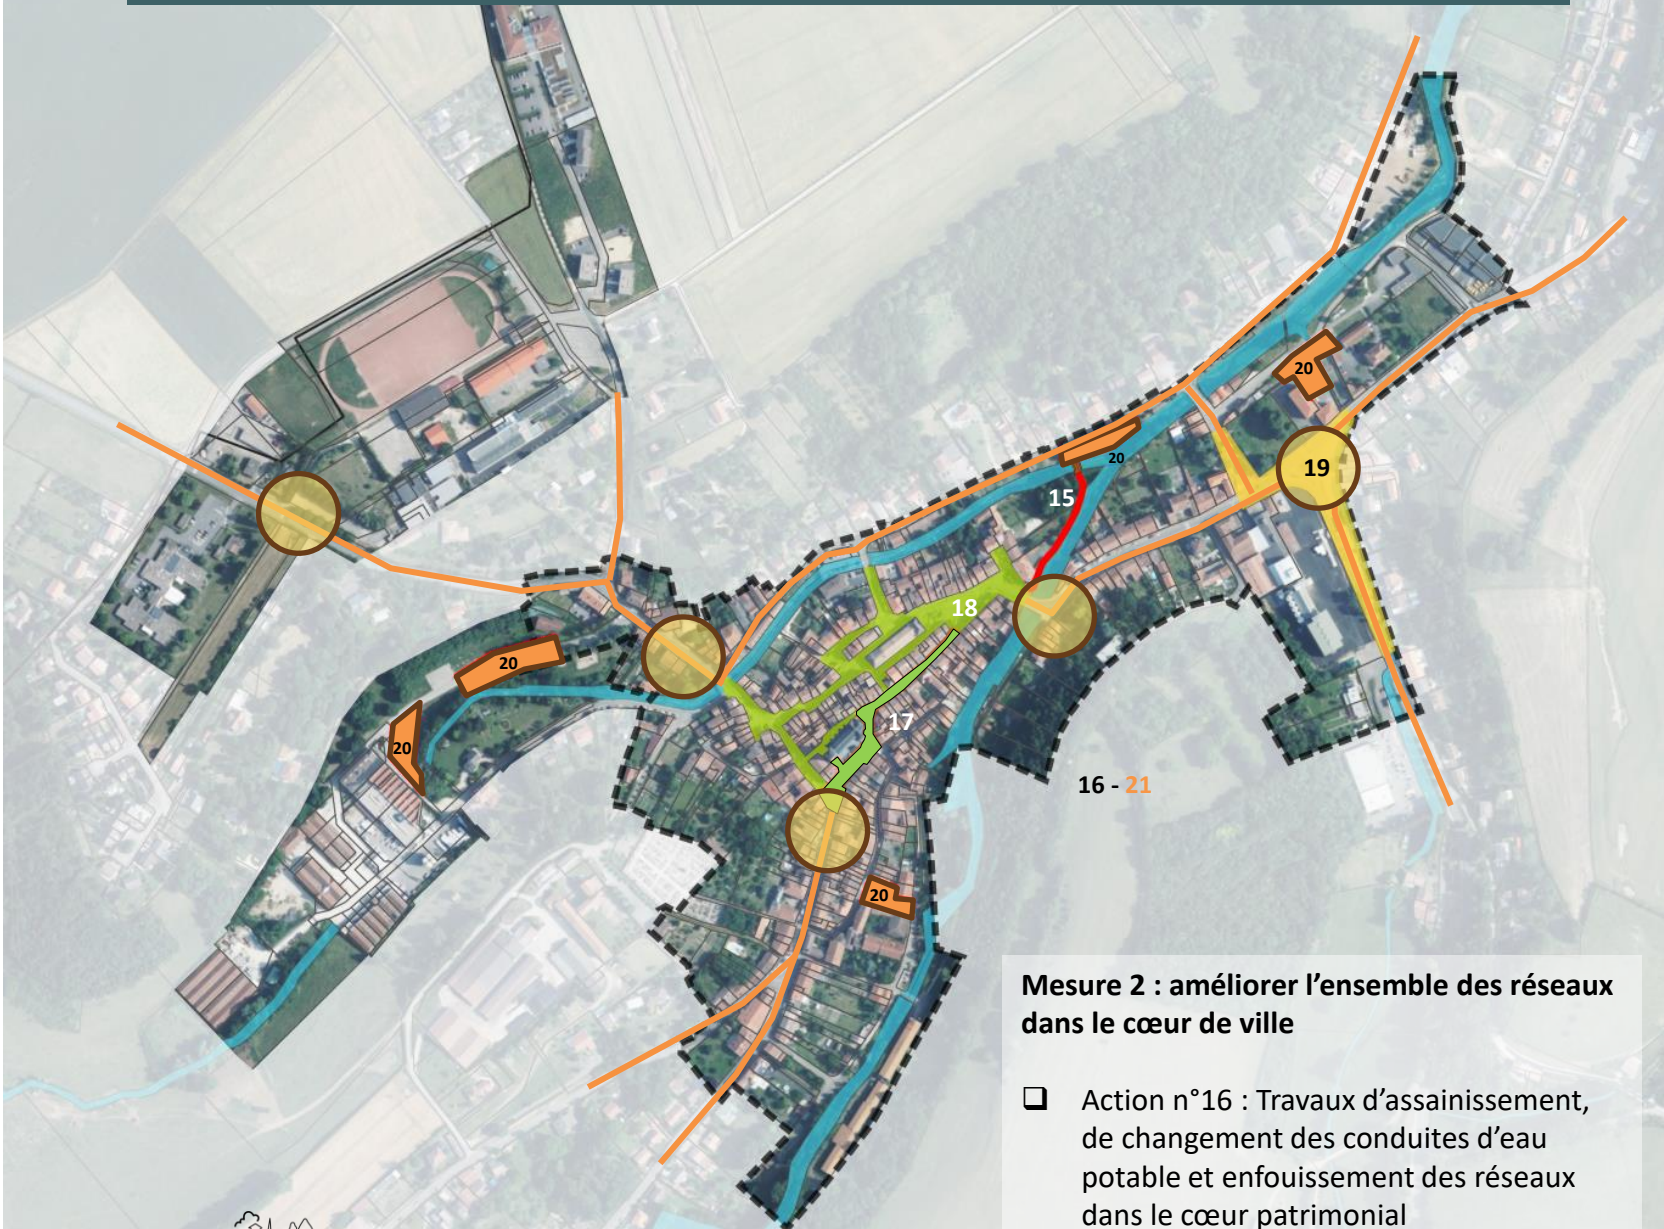 20
19
20
15
18
20
17
20
16 - 21
20
Mesure 2 : améliorer l’ensemble des réseaux
dans le cœur de ville
❑ Action n°16 : Travaux d’assainissement,
de changement des conduites d’eau
potable et enfouissement des réseaux
dans le cœur patrimonial